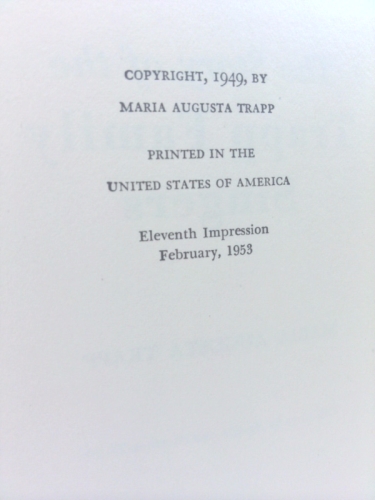 COPYRIGHT, 1949, BY
MARIA AUGUSTA TRAPP
PRINTED IN THE
UNITED STATES OF AMERICA
Eleventh Impression
February, 1953